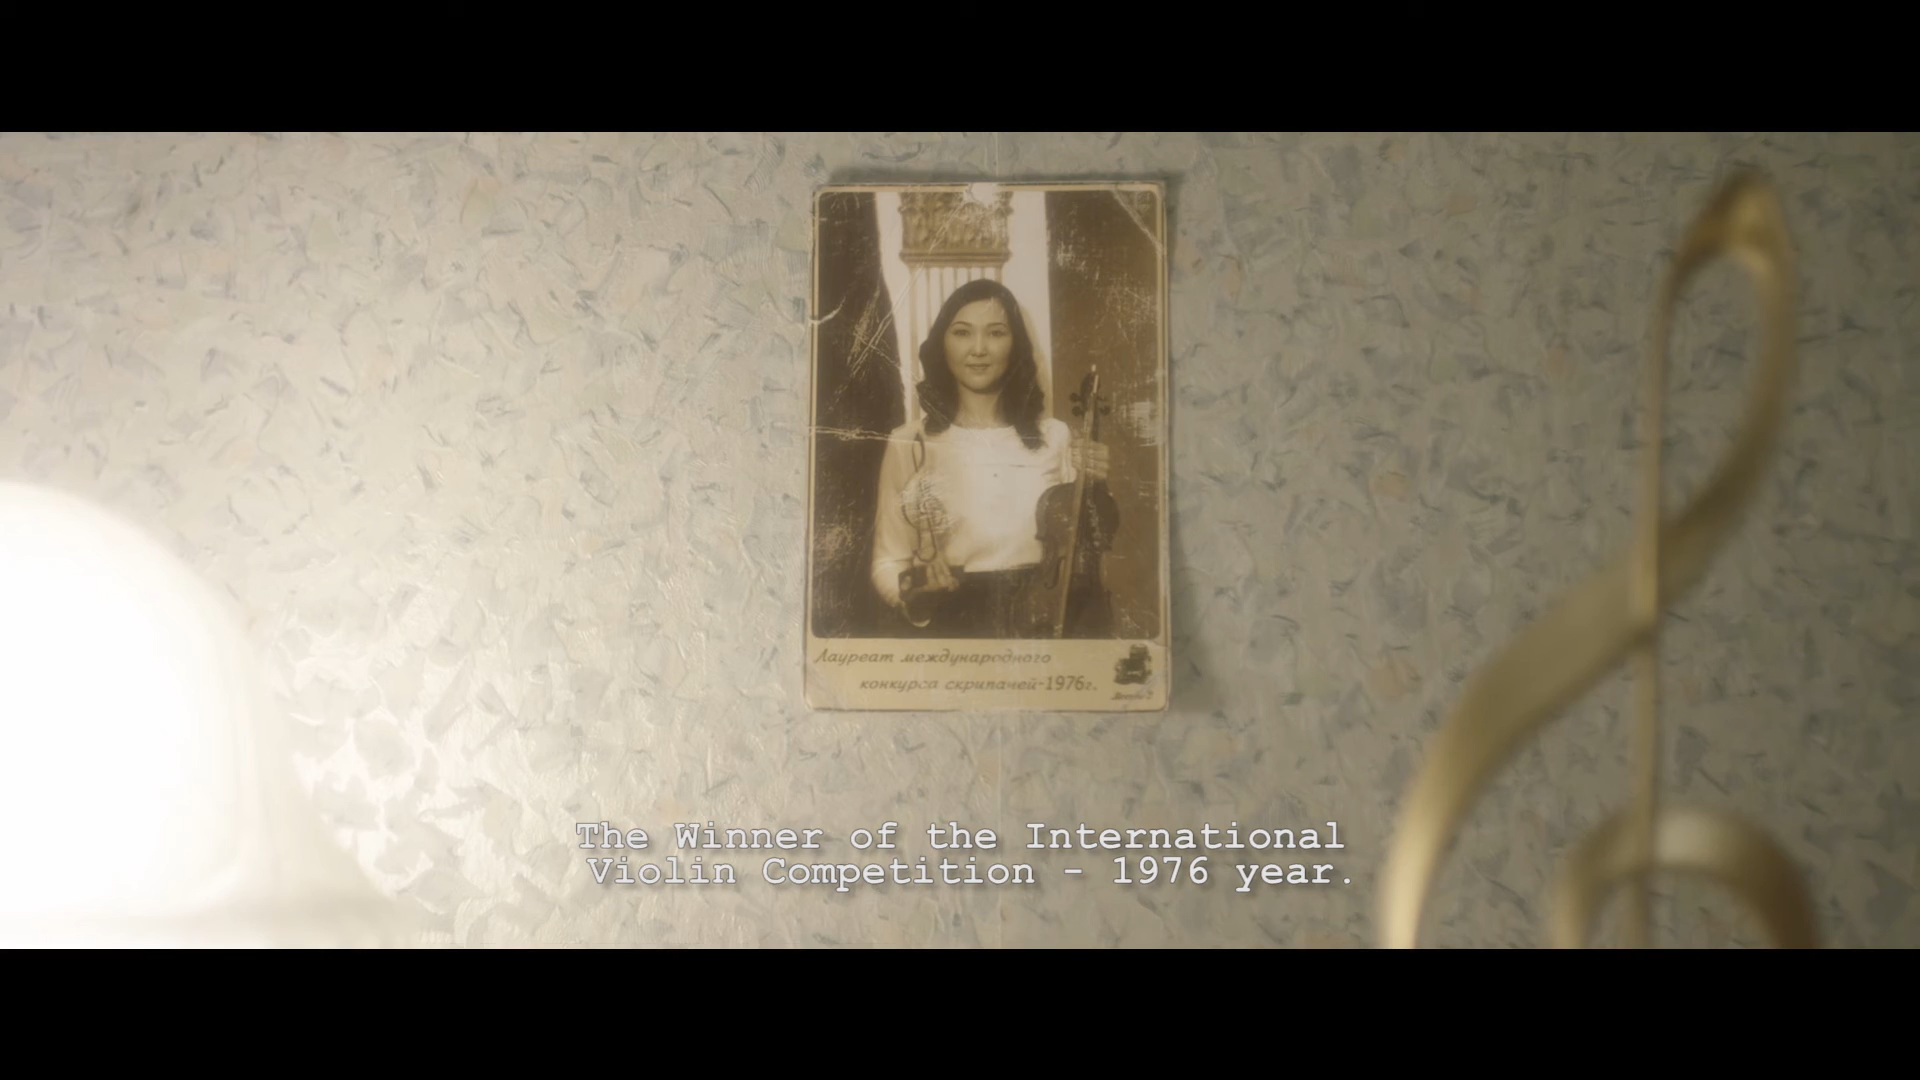 Лауреат международного
конкурса скрипачей-1976г.
The Winner of the International
Violin Competition - 1976 year.